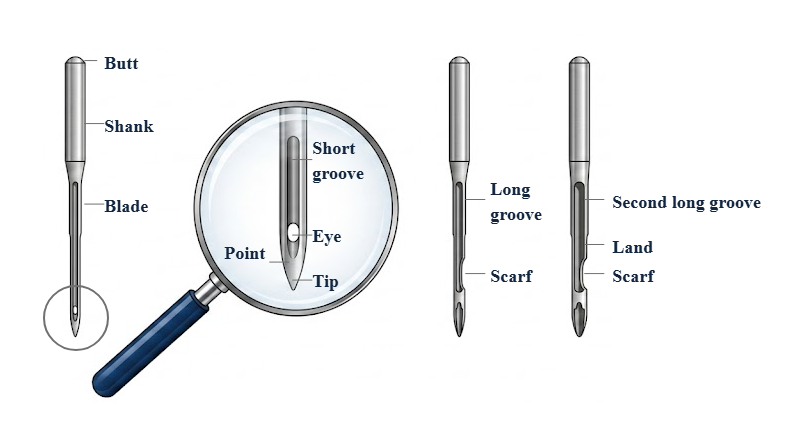 Butt
Shank
Blade
Short
groove
Eye
Point
Tip
Long
groove
Scarf
Second long groove
Land
Scarf